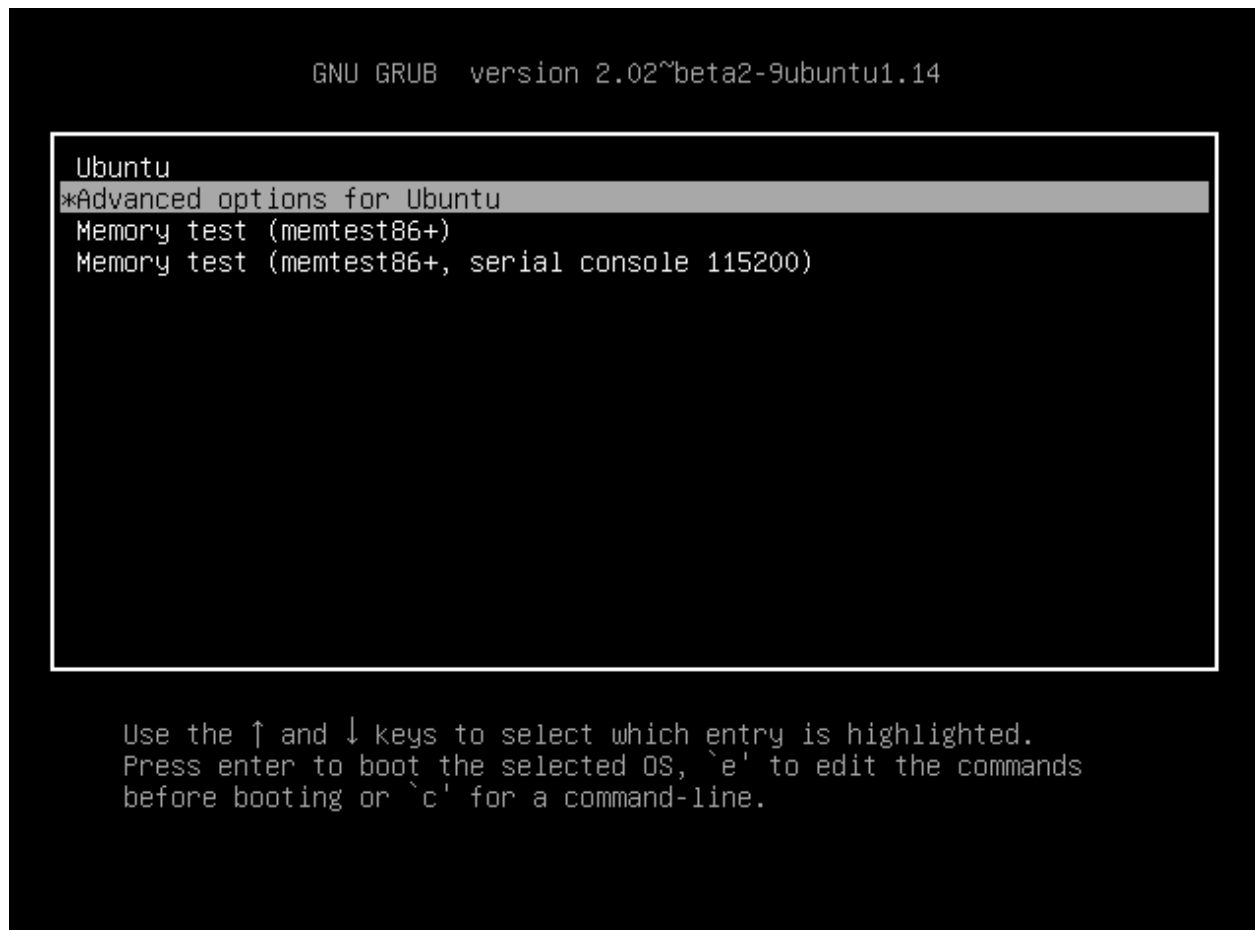 GNU GRUB  version 2.02~beta2-9ubuntu1.14
Ubuntu
*Advanced options for Ubuntu
Memory test (memtest86+)
Memory test (memtest86+, serial console 115200)
Use the ↑ and ↓ keys to select which entry is highlighted.
Press enter to boot the selected OS, `e' to edit the commands
before booting or `c' for a command-line.